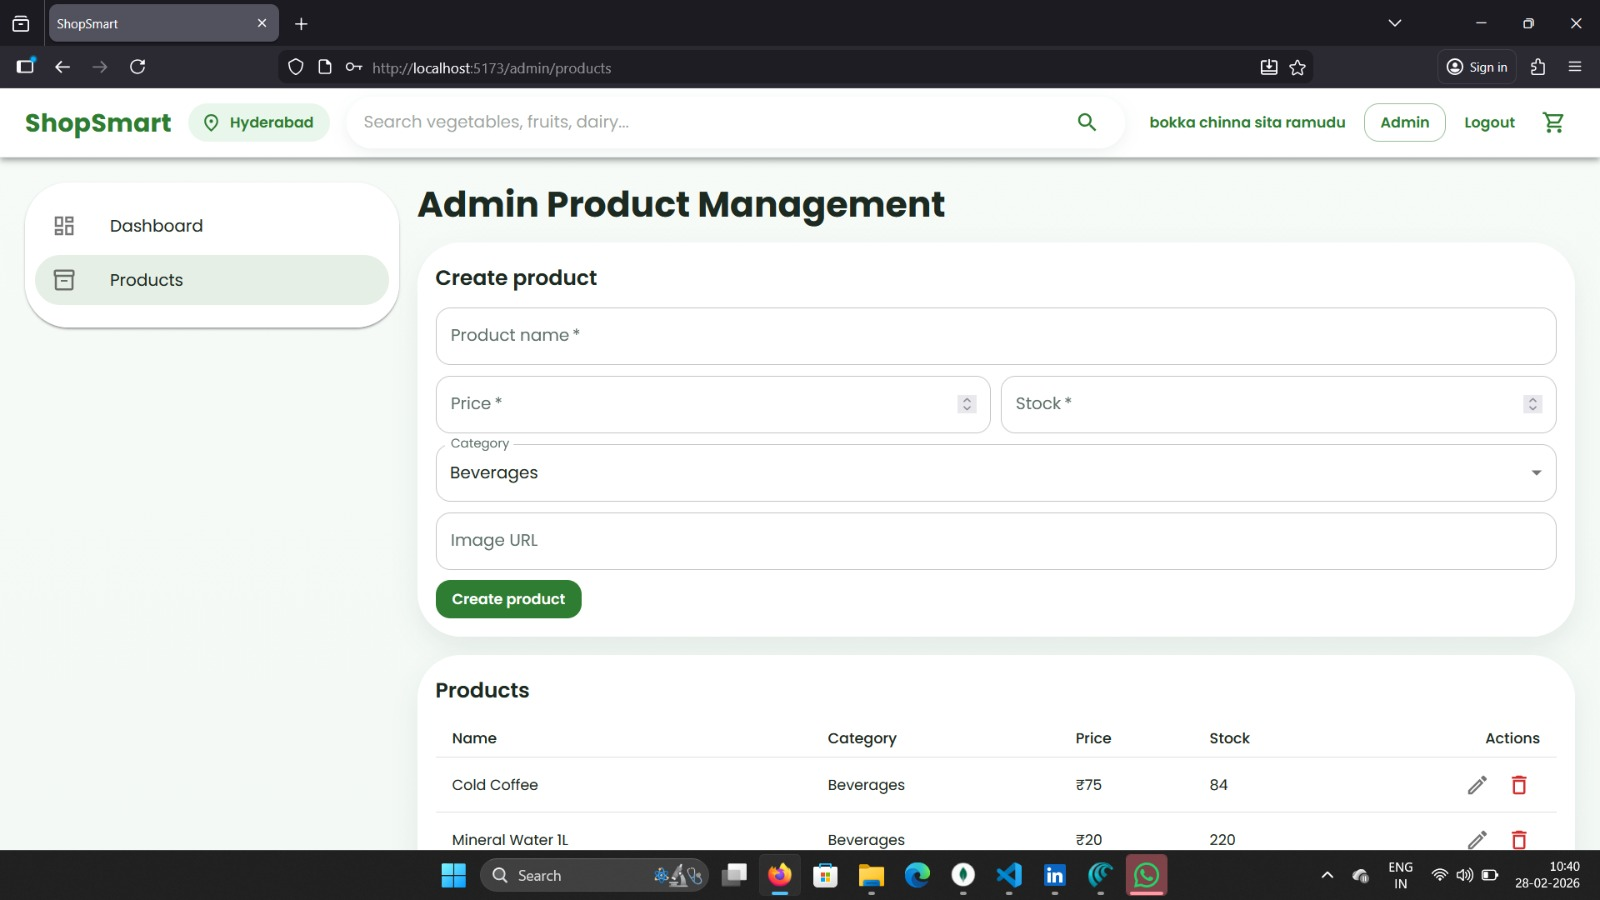 ShopSmart
http://localhost:5173/admin/products
Sign in
ShopSmart
Hyderabad
Search vegetables, fruits, dairy...
bokka chinna sita ramudu
Admin
Logout
Dashboard
Products
Admin Product Management
Create product
Product name *
Price *
Stock *
Category
Beverages
Image URL
Create product
Products
Name Category Price Stock Actions
Cold Coffee Beverages ₹75 84
Mineral Water 1L Beverages ₹20 220
Search
ENG
IN
10:40
28-02-2026